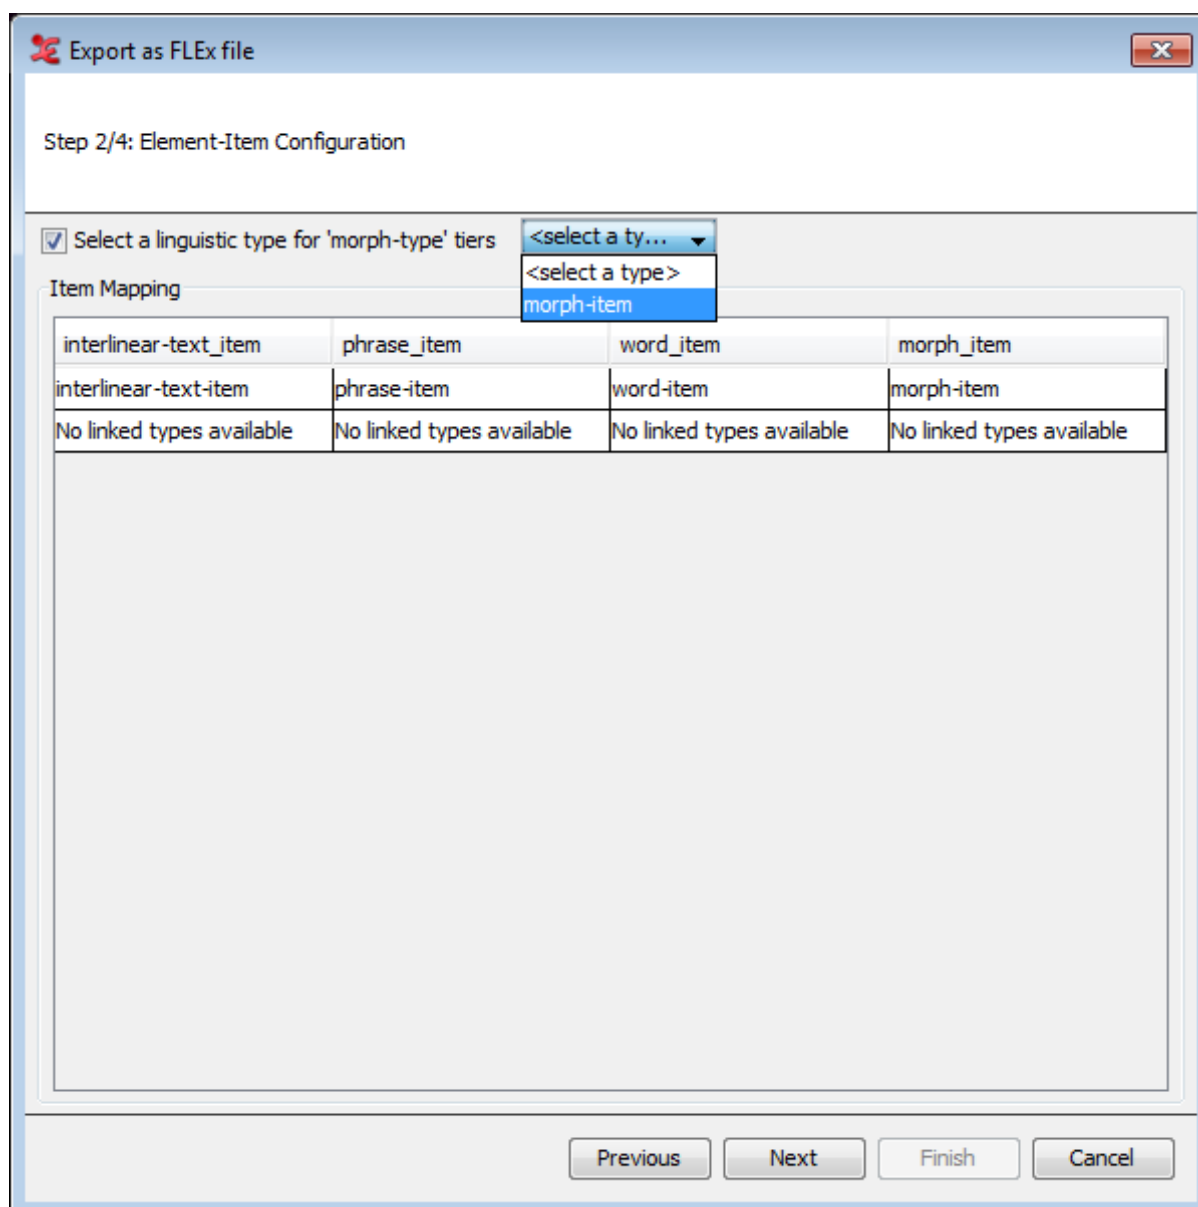 Export as FLEx file
Step 2/4: Element-Item Configuration
Select a linguistic type for 'morph-type' tiers <select a ty...
<select a type>
morph-item
Item Mapping
interlinear-text_item phrase_item word_item morph_item
interlinear-text-item phrase-item word-item morph-item
No linked types available No linked types available No linked types available No linked types available
Previous Next Finish Cancel